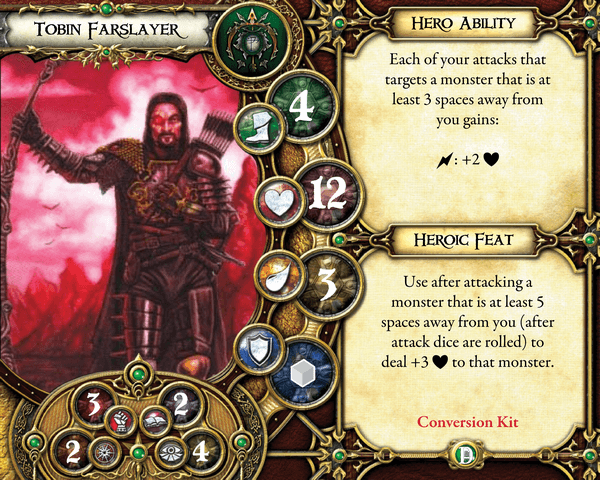 TOBIN FARSLAYER
4
12
3
3
2
2
4
HERO ABILITY
Each of your attacks that
targets a monster that is at
least 3 spaces away from
you gains:
: +2
HEROIC FEAT
Use after attacking a
monster that is at least 5
spaces away from you (after
attack dice are rolled) to
deal +3 to that monster.
Conversion Kit
D